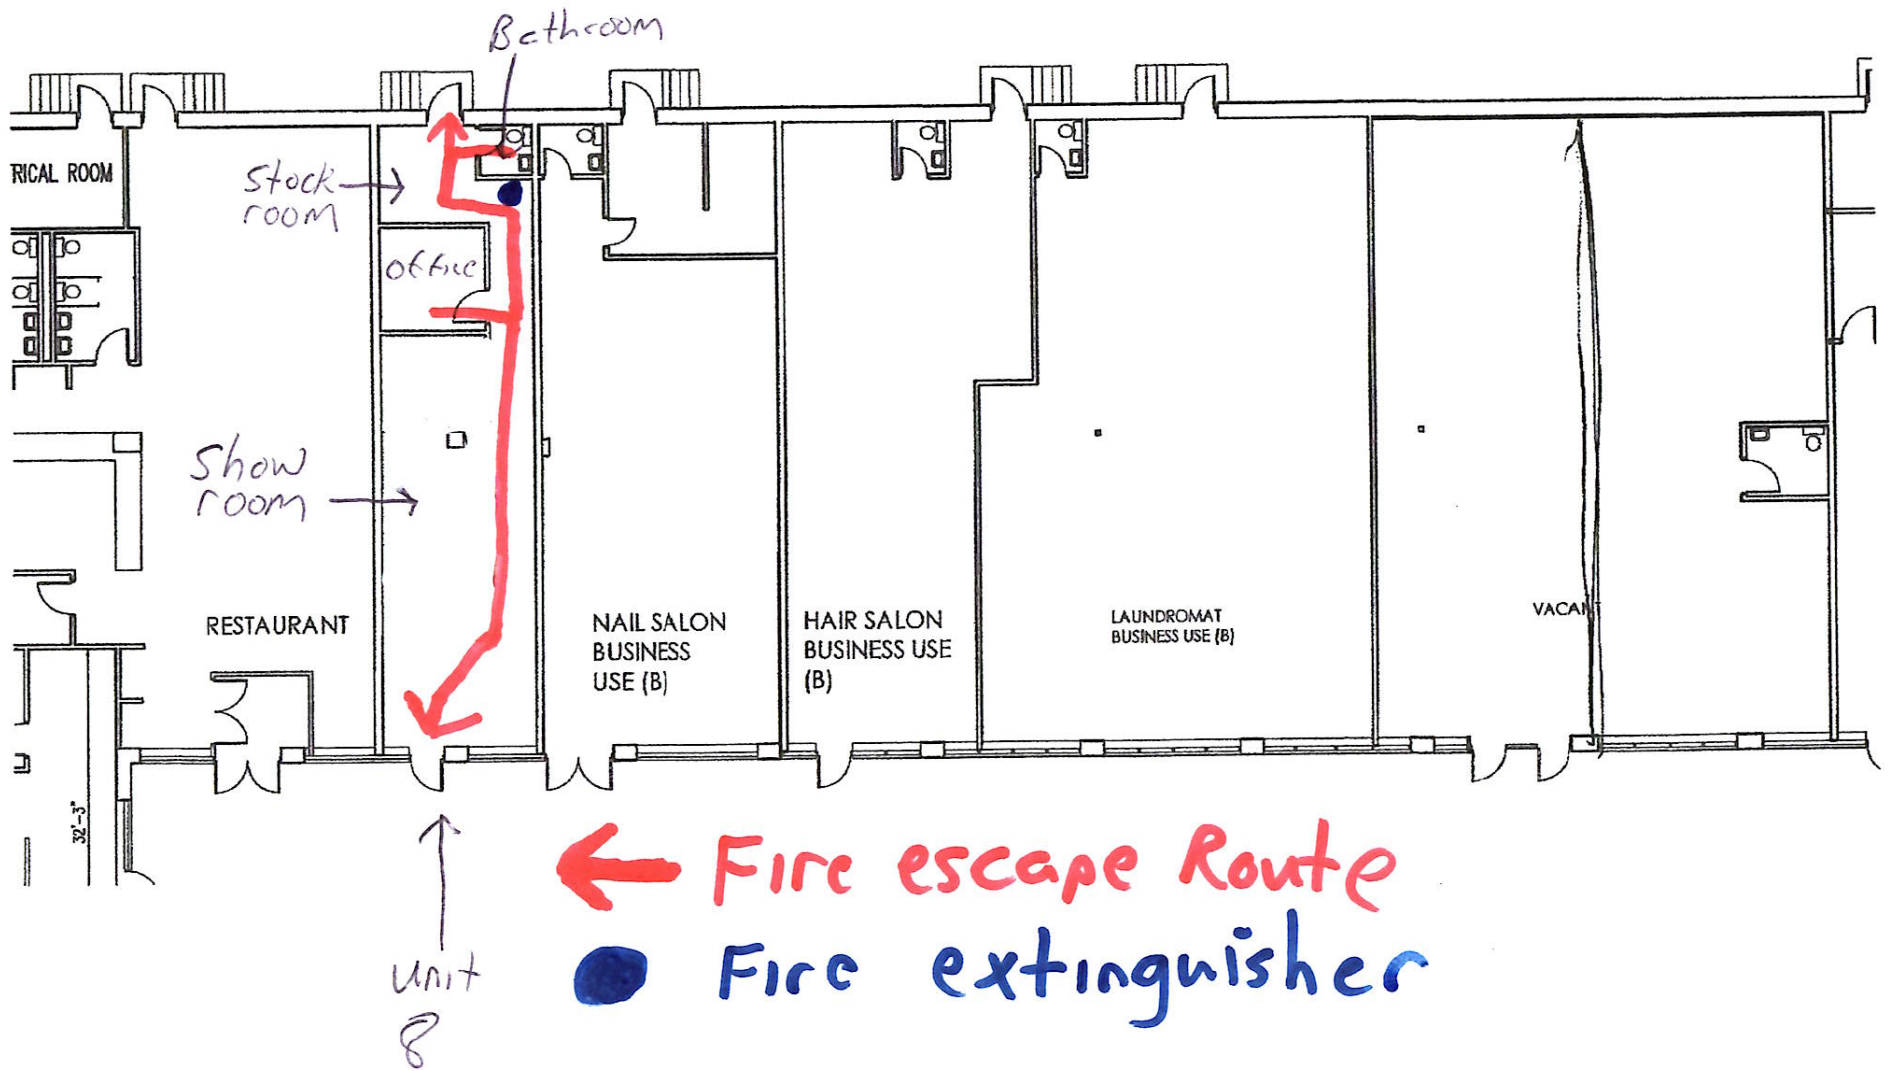 Bathroom
TRICAL ROOM
Stock
room
Office
Show
room
RESTAURANT
NAIL SALON
BUSINESS
USE (B)
HAIR SALON
BUSINESS USE
(B)
LAUNDROMAT
BUSINESS USE (B)
VACAN
32'-3"
Fire escape Route
Fire extinguisher
Unit
8